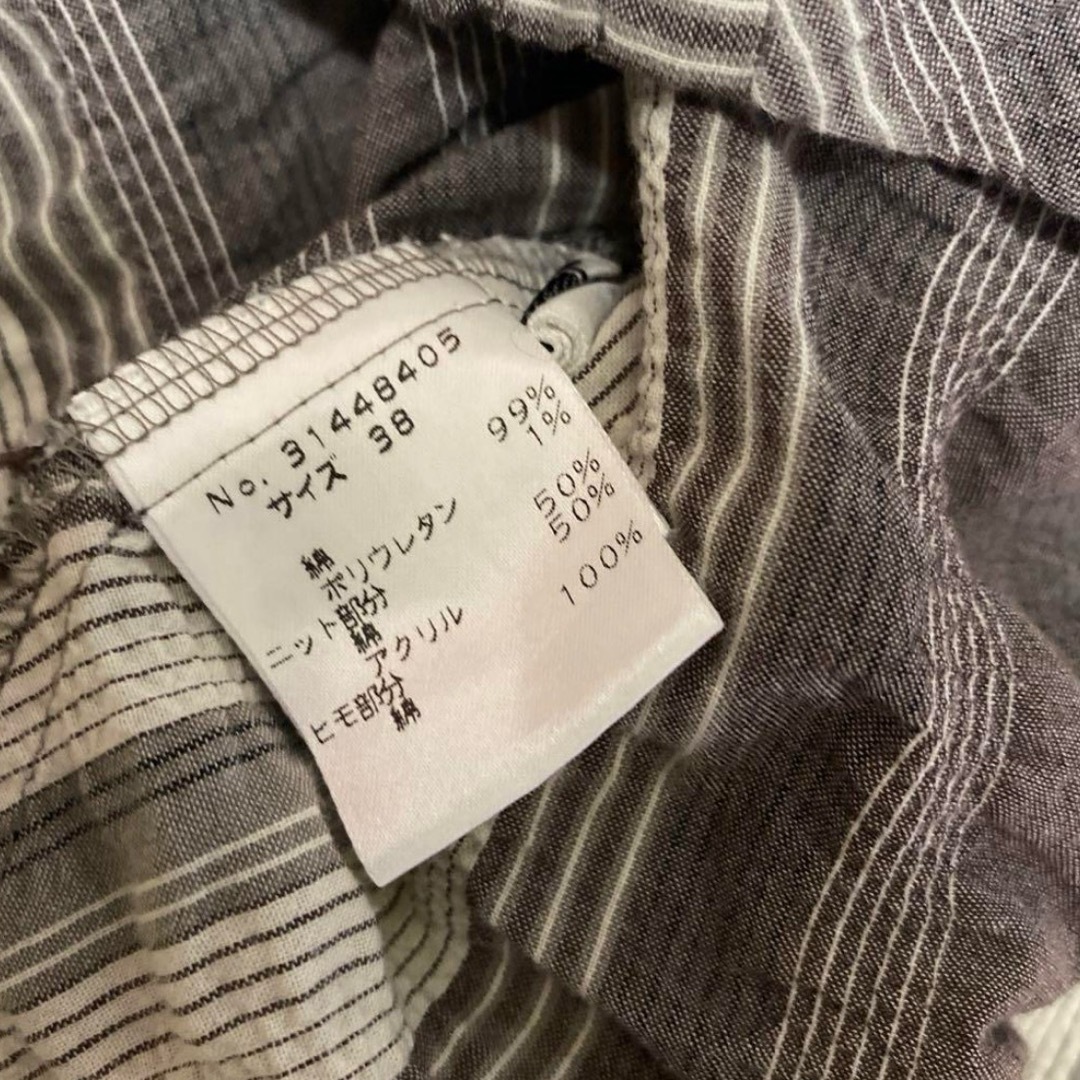 No. 31448405
サイズ 38
綿 99%
ポリウレタン 1%
ニット部分
綿 50%
アクリル 50%
ヒモ部分
綿 100%